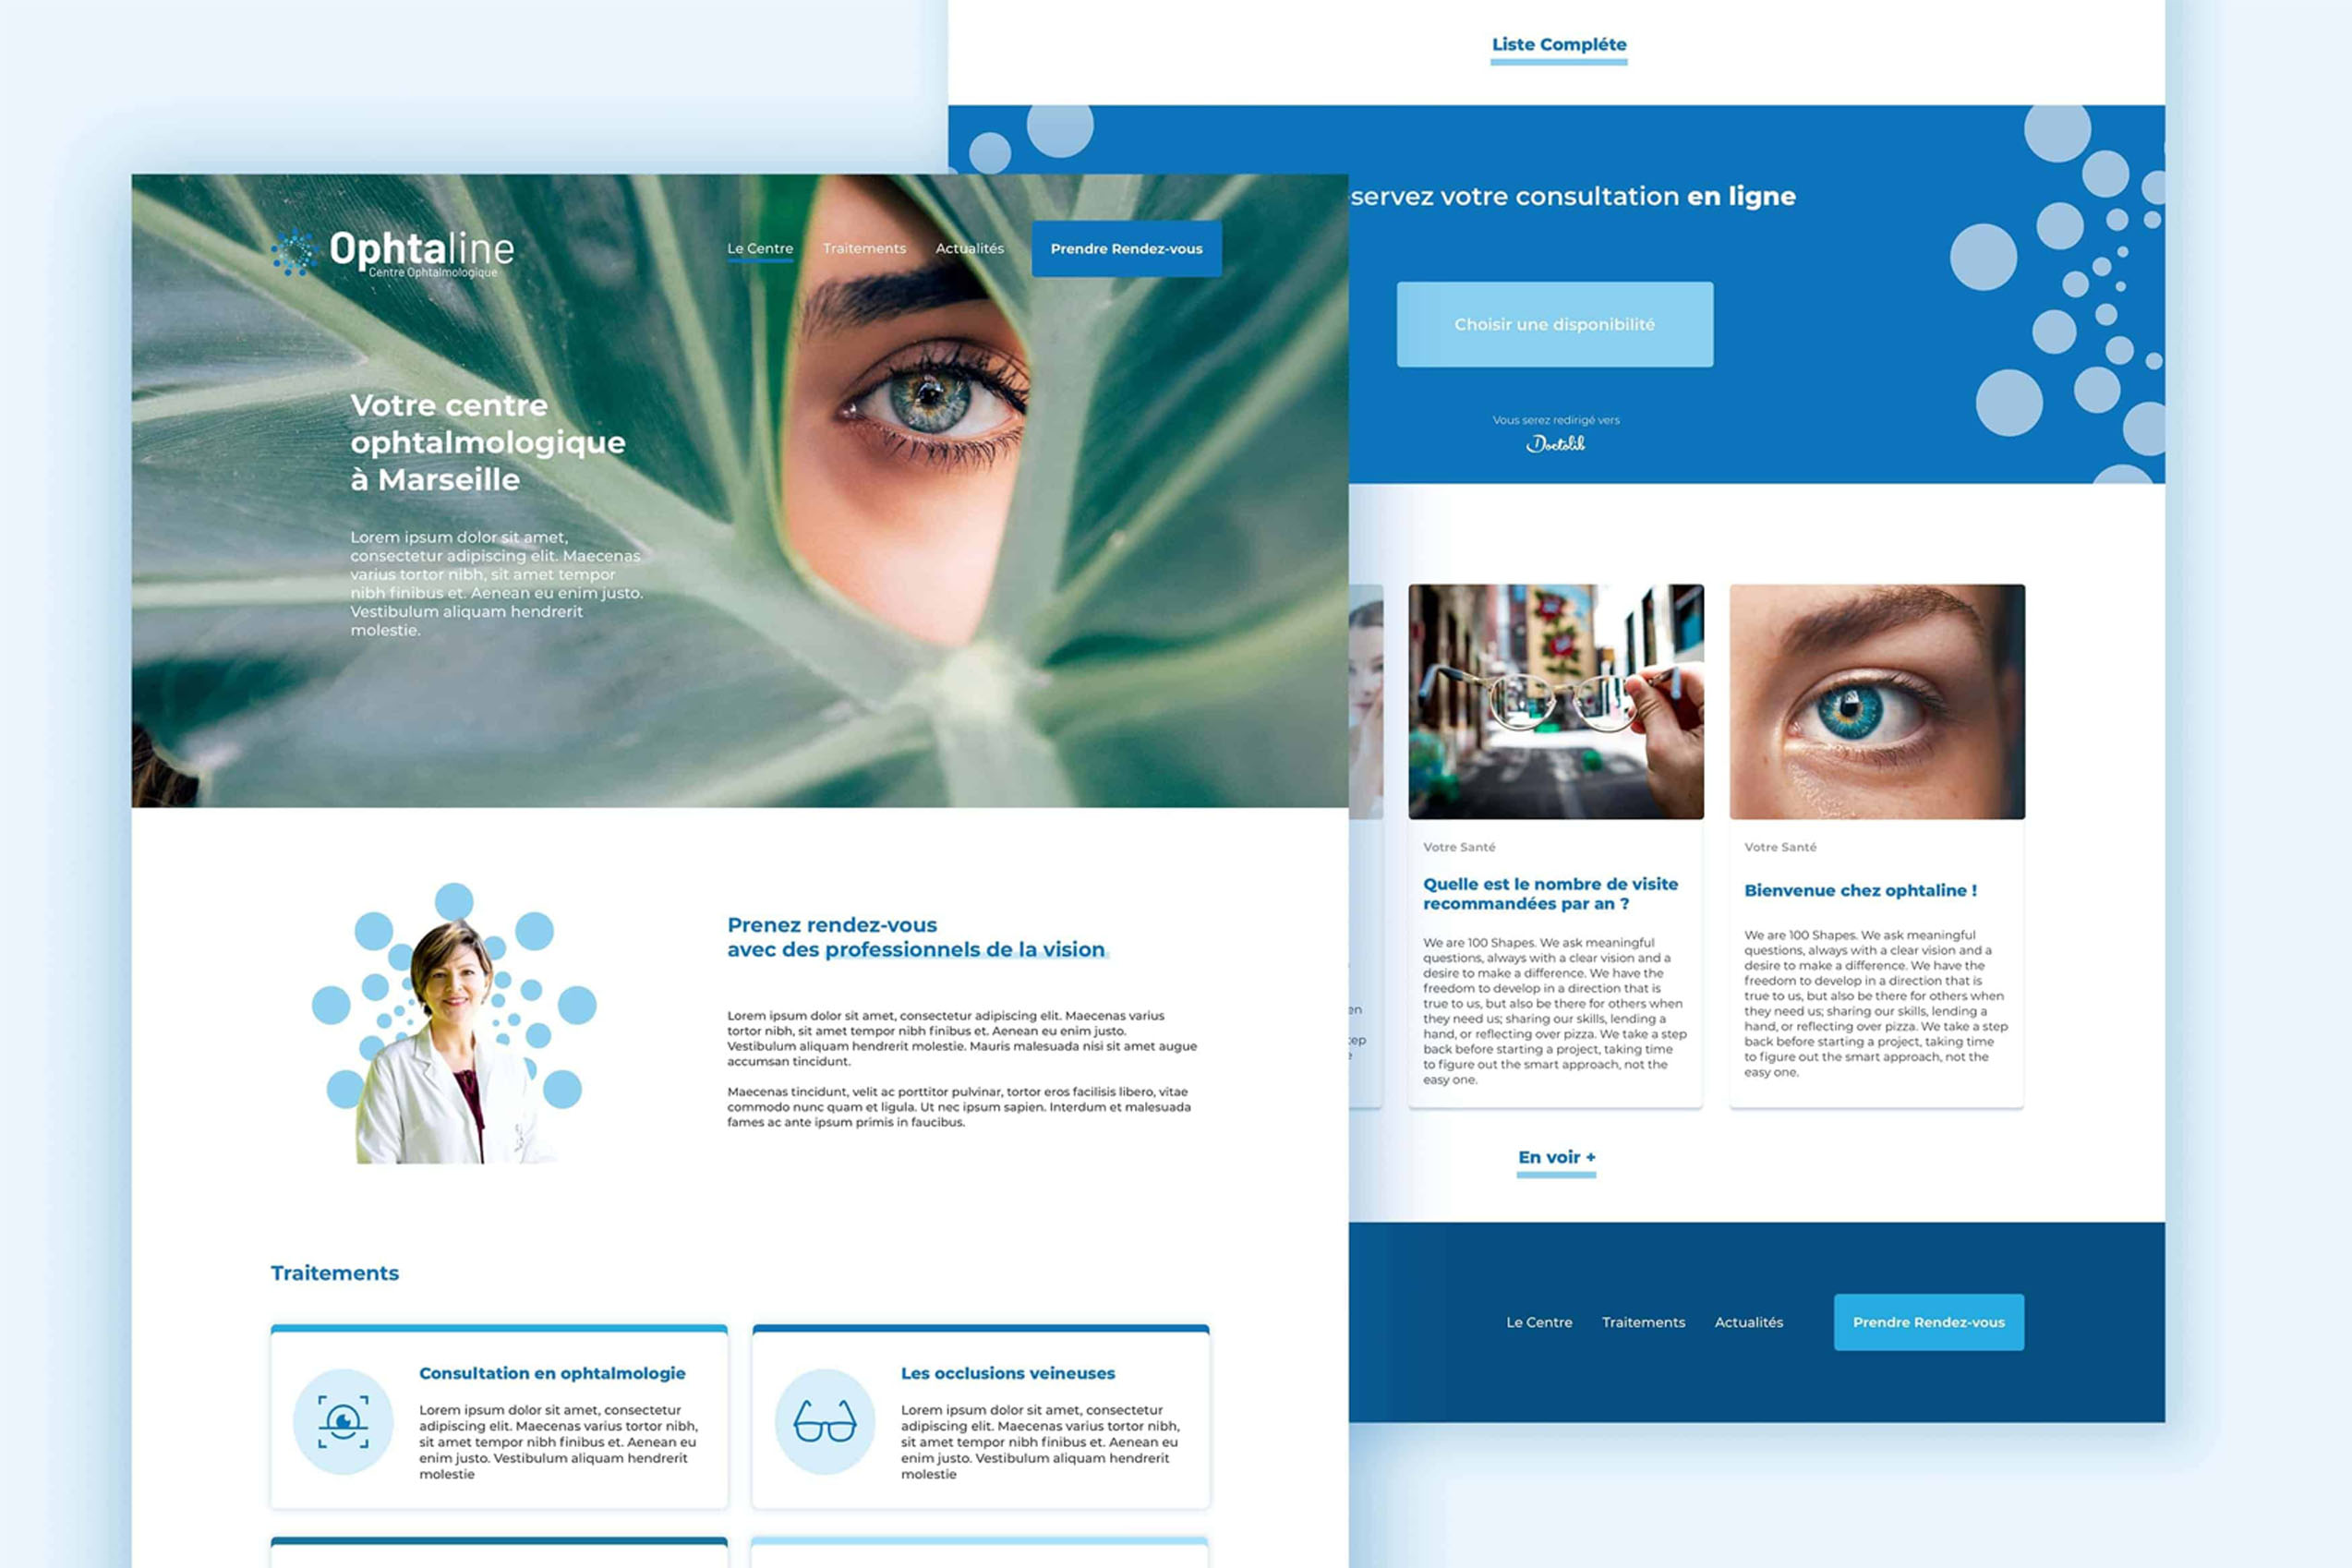 Ophtaline
Centre Ophtalmologique
Le Centre
Traitements
Actualités
Prendre Rendez-vous
Votre centre
ophtalmologique
à Marseille
Lorem ipsum dolor sit amet,
consectetur adipiscing elit. Maecenas
varius tortor nibh, sit amet tempor
nibh finibus et. Aenean eu enim justo.
Vestibulum aliquam hendrerit
molestie.
Prenez rendez-vous
avec des professionnels de la vision
Lorem ipsum dolor sit amet, consectetur adipiscing elit. Maecenas varius
tortor nibh, sit amet tempor nibh finibus et. Aenean eu enim justo.
Vestibulum aliquam hendrerit molestie. Mauris malesuada nisi sit amet augue
accumsan tincidunt.
Maecenas tincidunt, velit ac porttitor pulvinar, tortor eros facilisis libero, vitae
commodo nunc quam et ligula. Ut nec ipsum sapien. Interdum et malesuada
fames ac ante ipsum primis in faucibus.
Traitements
Consultation en ophtalmologie
Lorem ipsum dolor sit amet, consectetur
adipiscing elit. Maecenas varius tortor nibh,
sit amet tempor nibh finibus et. Aenean eu
enim justo. Vestibulum aliquam hendrerit
molestie
Les occlusions veineuses
Lorem ipsum dolor sit amet, consectetur
adipiscing elit. Maecenas varius tortor nibh,
sit amet tempor nibh finibus et. Aenean eu
enim justo. Vestibulum aliquam hendrerit
molestie
Liste Compléte
servez votre consultation en ligne
Choisir une disponibilité
Vous serez redirigé vers
Doctolib
Votre Santé
Quelle est le nombre de visite
recommandées par an ?
We are 100 Shapes. We ask meaningful
questions, always with a clear vision and a
desire to make a difference. We have the
freedom to develop in a direction that is
true to us, but also be there for others when
they need us; sharing our skills, lending a
hand, or reflecting over pizza. We take a step
back before starting a project, taking time
to figure out the smart approach, not the
easy one.
Votre Santé
Bienvenue chez ophtaline !
We are 100 Shapes. We ask meaningful
questions, always with a clear vision and a
desire to make a difference. We have the
freedom to develop in a direction that is
true to us, but also be there for others when
they need us; sharing our skills, lending a
hand, or reflecting over pizza. We take a step
back before starting a project, taking time
to figure out the smart approach, not the
easy one.
En voir +
Le Centre
Traitements
Actualités
Prendre Rendez-vous